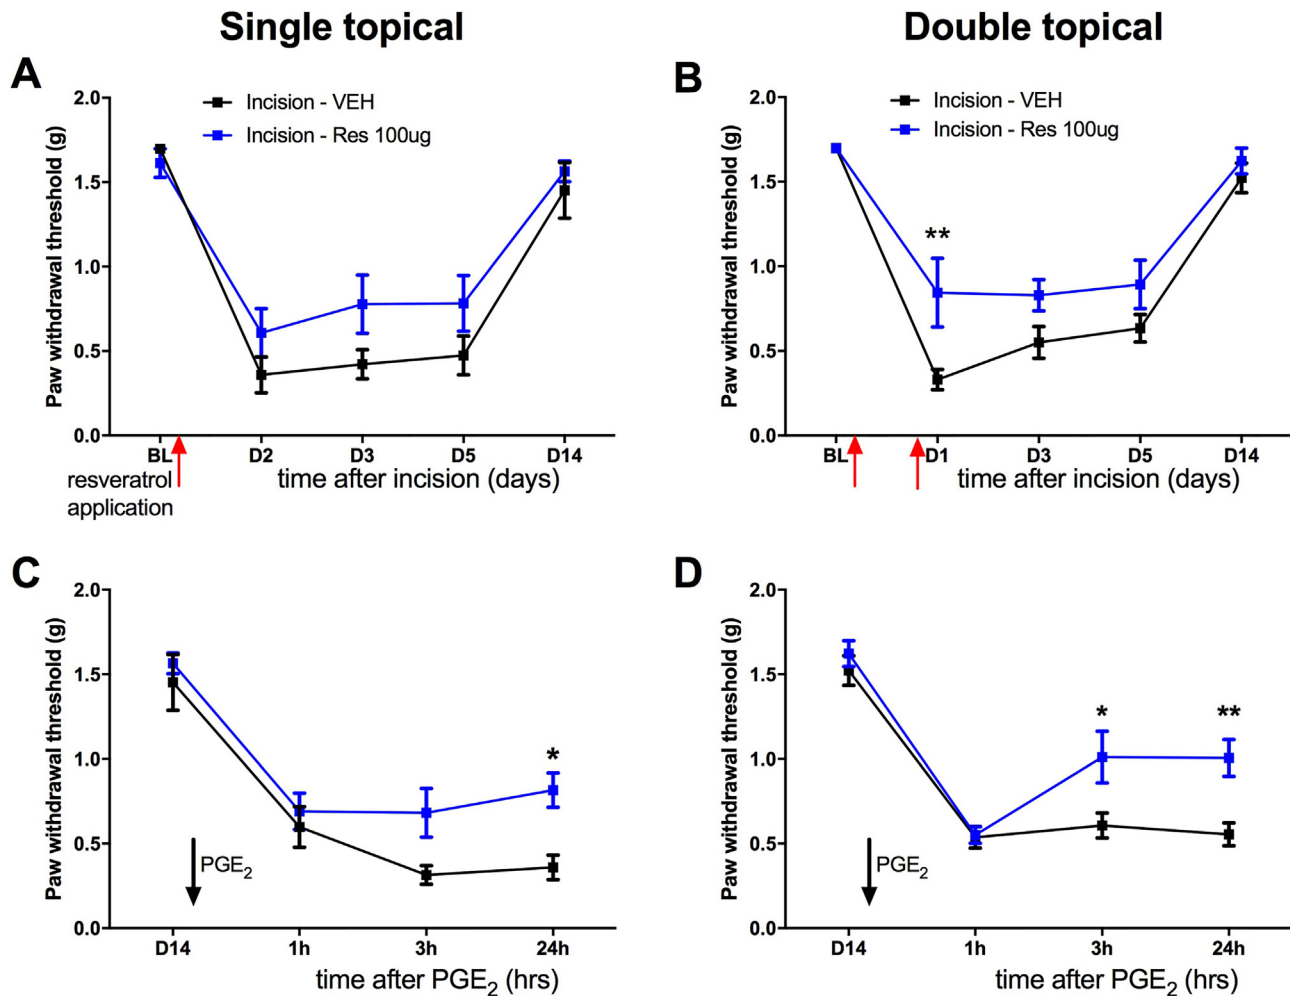 Single topical
Double topical
A
2.0
1.5
1.0
0.5
0.0
Paw withdrawal threshold (g)
Incision - VEH
Incision - Res 100ug
BL
D2
D3
D5
D14
resveratrol
application
time after incision (days)
B
2.0
1.5
1.0
0.5
0.0
Paw withdrawal threshold (g)
Incision - VEH
Incision - Res 100ug
**
BL
D1
D3
D5
D14
time after incision (days)
C
2.0
1.5
1.0
0.5
0.0
Paw withdrawal threshold (g)
*
PGE₂
D14
1h
3h
24h
time after PGE₂ (hrs)
D
2.0
1.5
1.0
0.5
0.0
Paw withdrawal threshold (g)
*
**
PGE₂
D14
1h
3h
24h
time after PGE₂ (hrs)